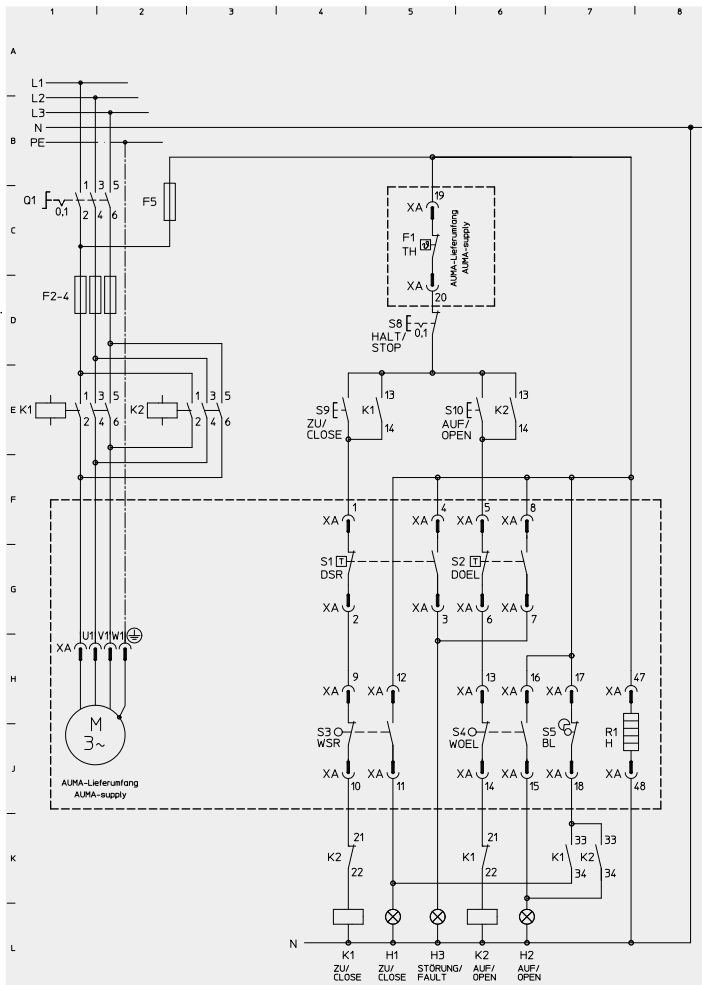 1 2 3 4 5 6 7 8
A
L1
L2
L3
N
B PE
1 3 5
Q1 0,1 F5
2 4 6
C
19
XA
F1
TH
AUMA-Lieferumfang
AUMA-supply
XA
20
F2-4
D
S8 0,1
HALT/
STOP
E K1
1 3 5
2 4 6
K2
1 3 5
2 4 6
S9
ZU/
CLOSE
K1
13
14
S10
AUF/
OPEN
K2
13
14
F
1 4 5 8
XA XA XA XA
S1 T
DSR
S2 T
DOEL
G
XA XA XA XA
2 3 6 7
XA U1 V1 W1
H
9 12 13 16 17 47
XA XA XA XA XA XA
M
3~
S3
WSR
S4
WOEL
S5
BL
R1
H
J
XA XA XA XA XA XA
10 11 14 15 18 48
AUMA-Lieferumfang
AUMA-supply
K
K2
21
22
K1
21
22
K1
33
34
K2
33
34
L
N
K1 H1 H3 K2 H2
ZU/ ZU/ STÖRUNG/ AUF/ AUF/
CLOSE CLOSE FAULT OPEN OPEN